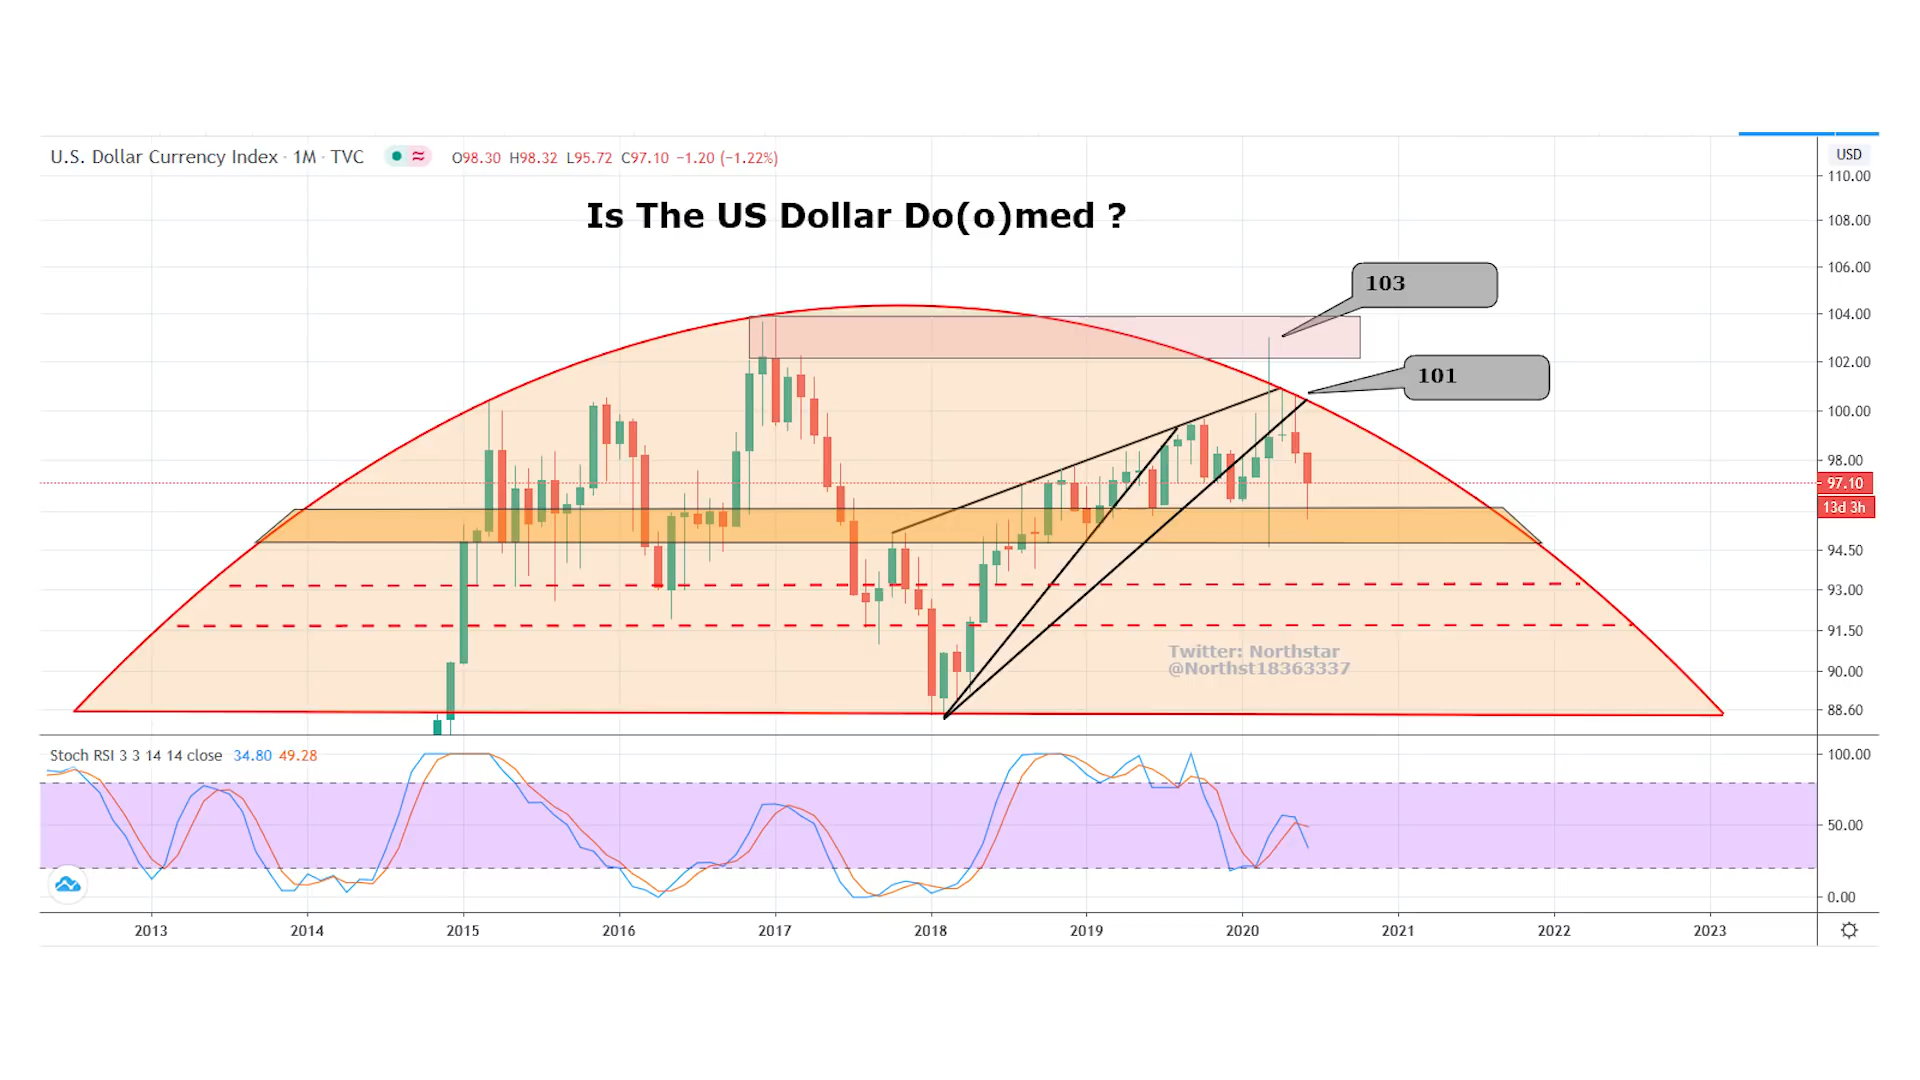 U.S. Dollar Currency Index · 1M · TVC O98.30 H98.32 L95.72 C97.10 −1.20 (−1.22%)
USD
110.00
Is The US Dollar Do(o)med ?
108.00
106.00
103
104.00
102.00
101
100.00
98.00
97.10
13d 3h
94.50
93.00
91.50
Twitter: Northstar
@Northst18363337
90.00
88.60
Stoch RSI 3 3 14 14 close 34.80 49.28
100.00
50.00
0.00
2013 2014 2015 2016 2017 2018 2019 2020 2021 2022 2023